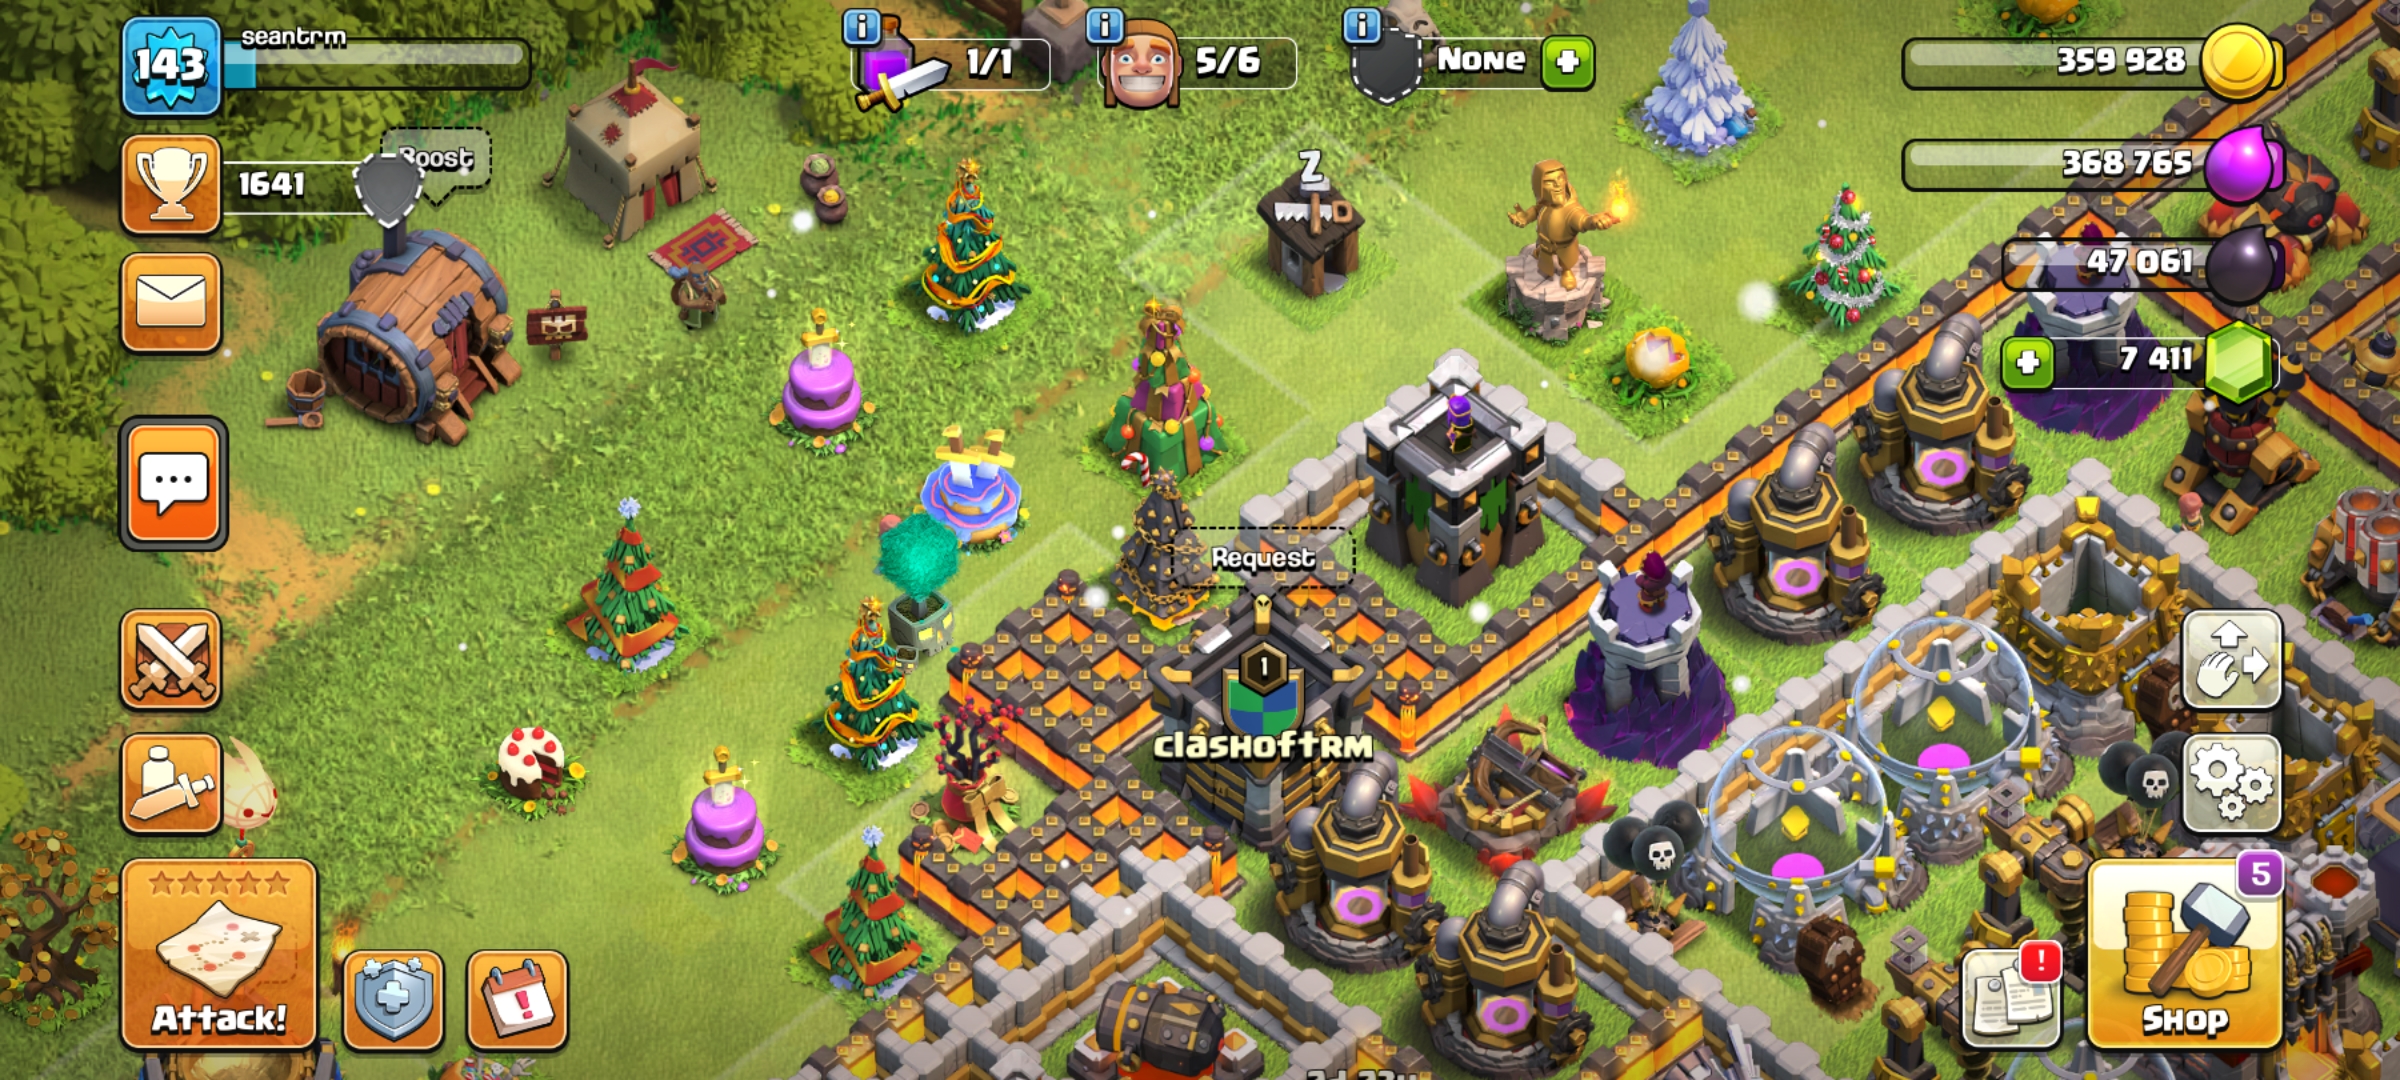 143
seantrm
1/1
5/6
None
359 928
Boost
1641
Z
368 765
47 061
7 411
Request
1
clashoftrm
5
!
Attack!
!
Shop